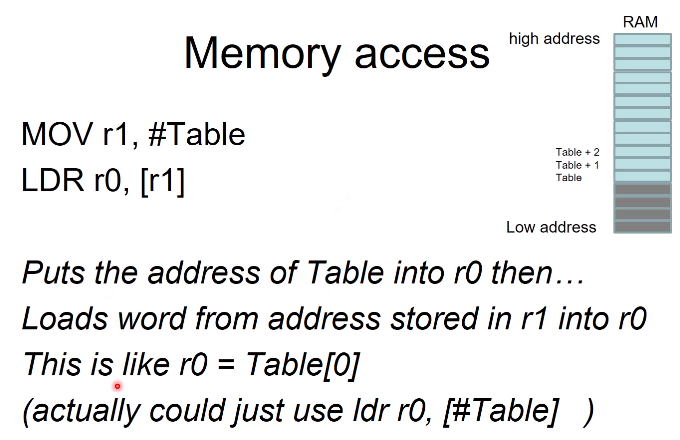 Memory access
RAM
high address
MOV r1, #Table
LDR r0, [r1]
Table + 2
Table + 1
Table
Low address
Puts the address of Table into r0 then…
Loads word from address stored in r1 into r0
This is like r0 = Table[0]
(actually could just use ldr r0, [#Table]   )